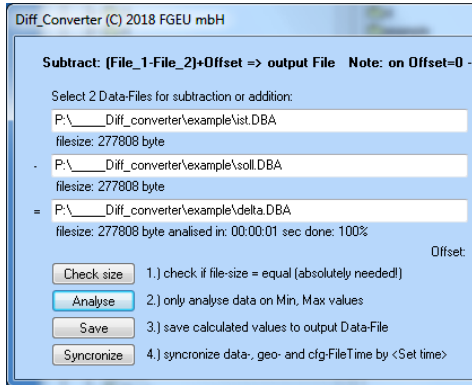 Diff_Converter (C) 2018 FGEU mbH
Subtract: (File_1-File_2)+Offset => output File Note: on Offset=0 -
Select 2 Data-Files for subtraction or addition:
P:\_____Diff_converter\example\ist.DBA
filesize: 277808 byte
- P:\_____Diff_converter\example\soll.DBA
filesize: 277808 byte
= P:\_____Diff_converter\example\delta.DBA
filesize: 277808 byte analised in: 00:00:01 sec done: 100%
Offset:
Check size 1.) check if file-size = equal (absolutely needed!)
Analyse 2.) only analyse data on Min, Max values
Save 3.) save calculated values to output Data-File
Syncronize 4.) syncronize data-, geo- and cfg-FileTime by <Set time>